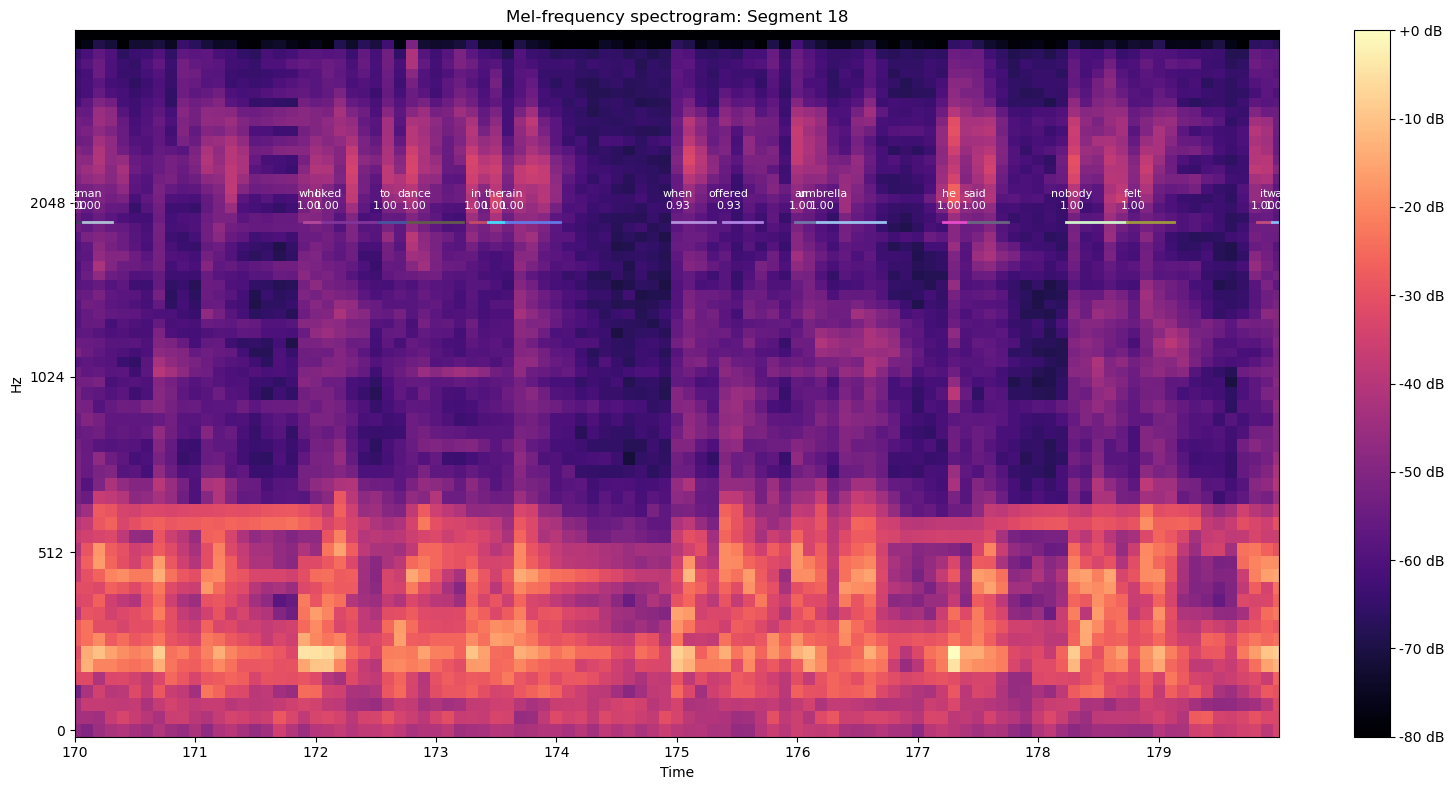 Mel-frequency spectrogram: Segment 18
+0 dB
-10 dB
-20 dB
-30 dB
-40 dB
-50 dB
-60 dB
-70 dB
-80 dB
Hz
2048
1024
512
0
man who liked to dance in the rain when offered an umbrella he said nobody felt it
1.00 1.00 1.00 1.00 1.00 1.00 1.00 1.00 0.93 0.93 1.00 1.00 1.00 1.00 1.00 1.00
170 171 172 173 174 175 176 177 178 179
Time